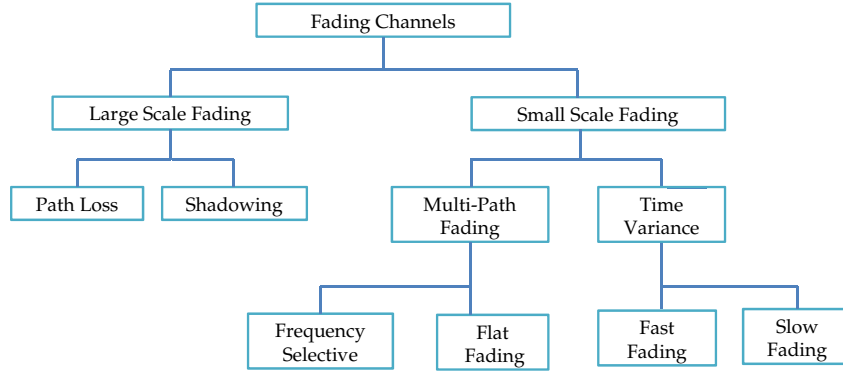 Fading Channels
Large Scale Fading
Small Scale Fading
Path Loss
Shadowing
Multi-Path
Fading
Time
Variance
Frequency
Selective
Flat
Fading
Fast
Fading
Slow
Fading